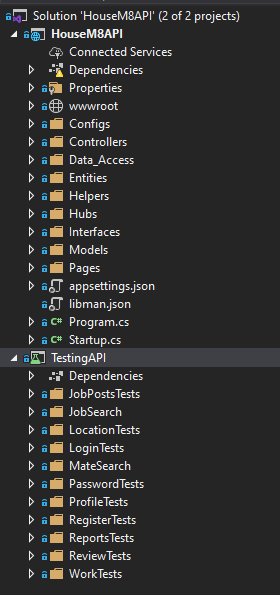 Solution 'HouseM8API' (2 of 2 projects)
HouseM8API
Connected Services
Dependencies
Properties
wwwroot
Configs
Controllers
Data_Access
Entities
Helpers
Hubs
Interfaces
Models
Pages
appsettings.json
libman.json
C# Program.cs
C# Startup.cs
TestingAPI
Dependencies
JobPostsTests
JobSearch
LocationTests
LoginTests
MateSearch
PasswordTests
ProfileTests
RegisterTests
ReportsTests
ReviewTests
WorkTests